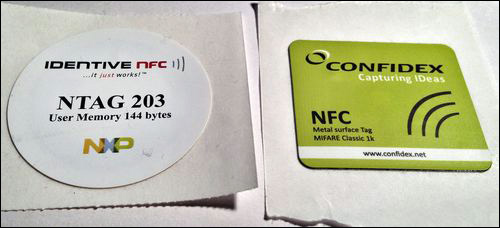 IDENTIVE NFC
...it just works!™
NTAG 203
User Memory 144 bytes
NXP
CONFIDEX
Capturing IDeas
NFC
Metal surface Tag
MIFARE Classic 1k
www.confidex.net